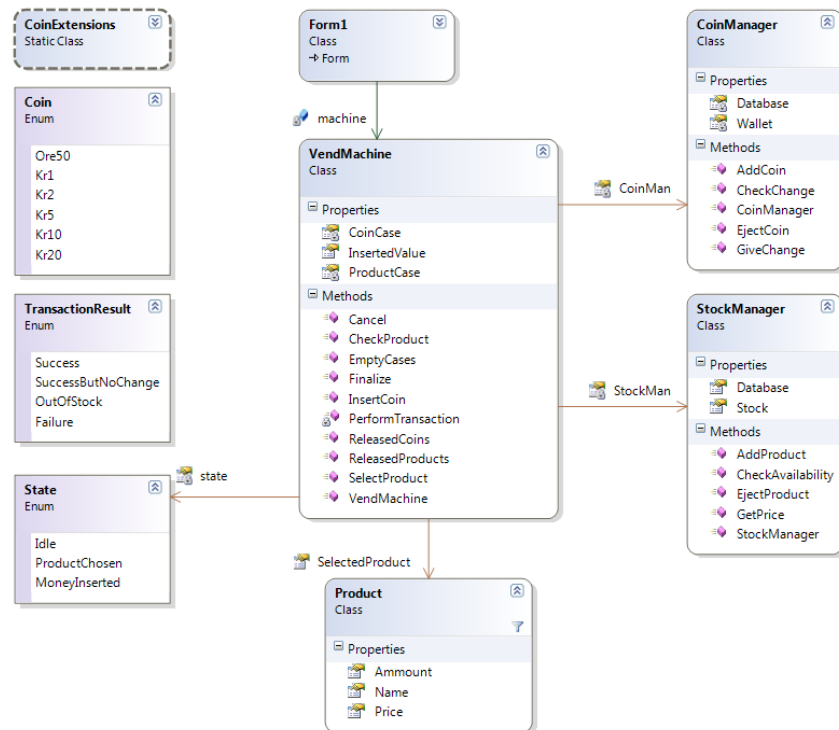 CoinExtensions
Static Class
Form1
Class
Form
machine
CoinManager
Class
Properties
Database
Wallet
Methods
AddCoin
CheckChange
CoinManager
EjectCoin
GiveChange
Coin
Enum
Ore50
Kr1
Kr2
Kr5
Kr10
Kr20
VendMachine
Class
Properties
CoinCase
InsertedValue
ProductCase
Methods
Cancel
CheckProduct
EmptyCases
Finalize
InsertCoin
PerformTransaction
ReleasedCoins
ReleasedProducts
SelectProduct
VendMachine
CoinMan
StockMan
TransactionResult
Enum
Success
SuccessButNoChange
OutOfStock
Failure
StockManager
Class
Properties
Database
Stock
Methods
AddProduct
CheckAvailability
EjectProduct
GetPrice
StockManager
state
State
Enum
Idle
ProductChosen
MoneyInserted
SelectedProduct
Product
Class
Properties
Ammount
Name
Price